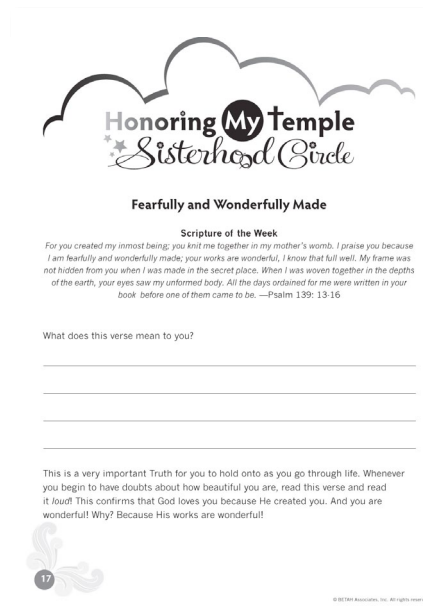 Honoring My Temple
Sisterhood Circle
Fearfully and Wonderfully Made
Scripture of the Week
For you created my inmost being; you knit me together in my mother's womb. I praise you because
I am fearfully and wonderfully made; your works are wonderful, I know that full well. My frame was
not hidden from you when I was made in the secret place. When I was woven together in the depths
of the earth, your eyes saw my unformed body. All the days ordained for me were written in your
book before one of them came to be. —Psalm 139: 13-16
What does this verse mean to you?
This is a very important Truth for you to hold onto as you go through life. Whenever
you begin to have doubts about how beautiful you are, read this verse and read
it loud! This confirms that God loves you because He created you. And you are
wonderful! Why? Because His works are wonderful!
17
© BETAH Associates, Inc. All rights reser